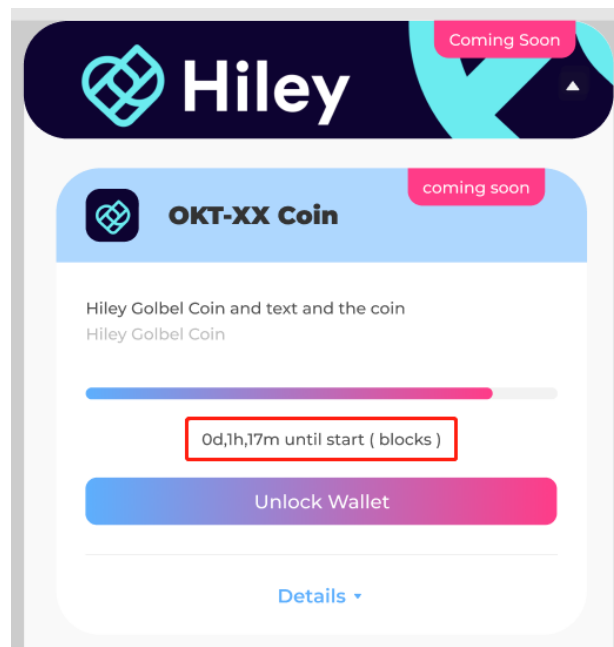 Coming Soon
Hiley
coming soon
OKT-XX Coin
Hiley Golbel Coin and text and the coin
Hiley Golbel Coin
0d,1h,17m until start ( blocks )
Unlock Wallet
Details